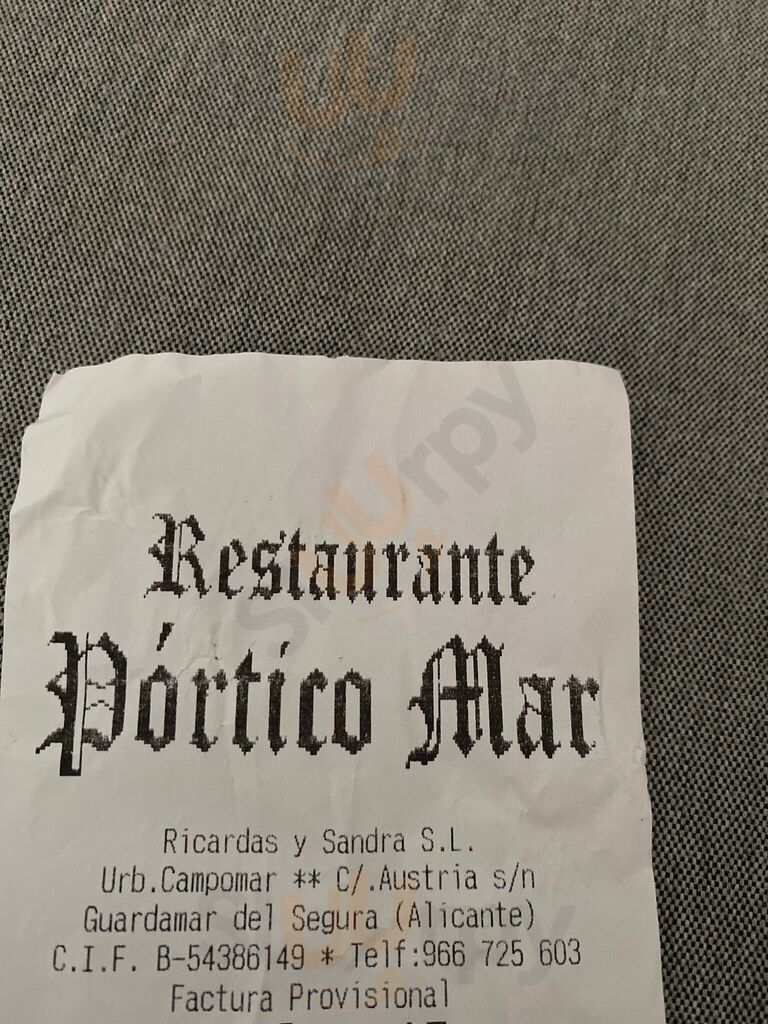 Restaurante
Pórtico Mar
Ricardas y Sandra S.L.
Urb.Campomar ** C/.Austria s/n
Guardamar del Segura (Alicante)
C.I.F. B-54386149 * Telf:966 725 603
Factura Provisional